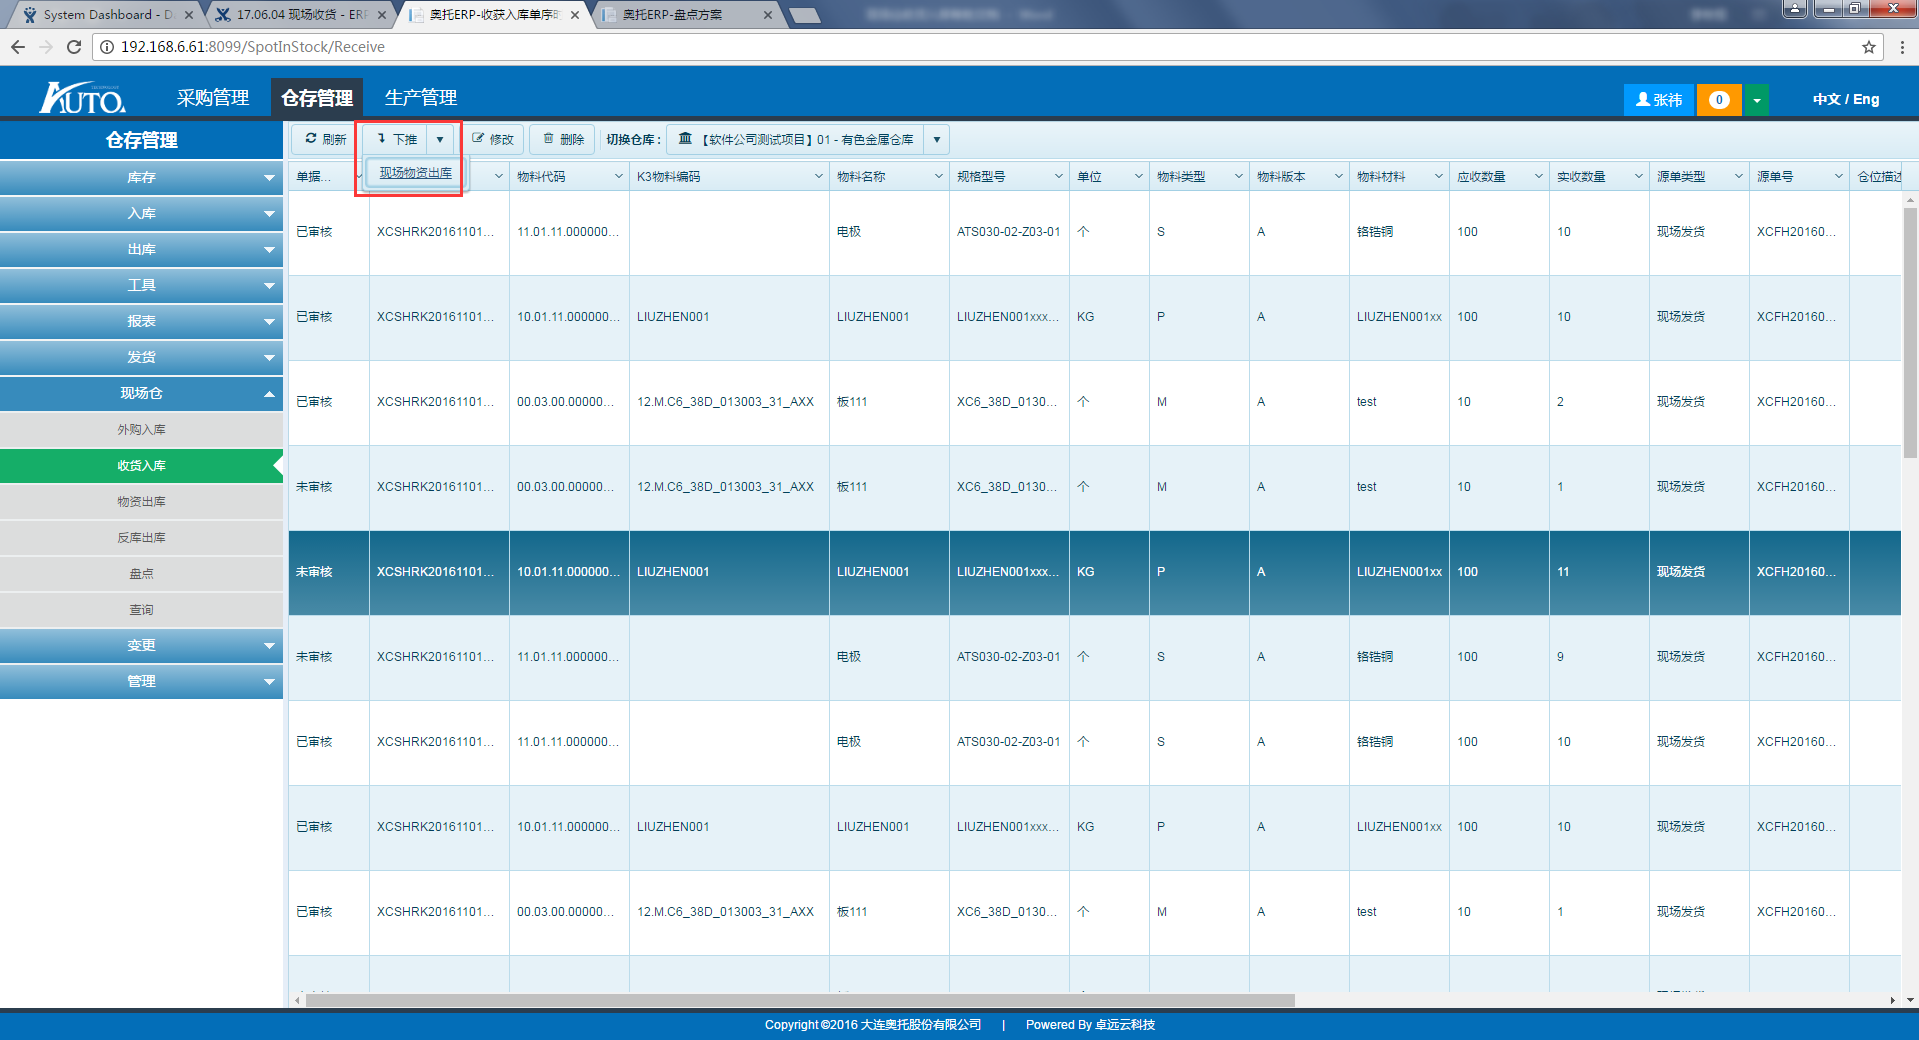 System Dashboard - D
17.06.04 现场收货 - ERP
奥托ERP-收获入库单序时
奥托ERP-盘点方案
192.168.6.61:8099/SpotInStock/Receive
AUTO.
采购管理
仓存管理
生产管理
张祎
0
中文 / Eng
仓存管理
库存
入库
出库
工具
报表
发货
现场仓
外购入库
收货入库
物资出库
反库出库
盘点
查询
变更
管理
刷新 下推 修改 删除 切换仓库： 【软件公司测试项目】01 - 有色金属仓库
现场物资出库
单据... 物料代码 K3物料编码 物料名称 规格型号 单位 物料类型 物料版本 物料材料 应收数量 实收数量 源单类型 源单号 仓位描述
已审核 XCSHRK20161101... 11.01.11.000000... 电极 ATS030-02-Z03-01 个 S A 铬锆铜 100 10 现场发货 XCFH20160...
已审核 XCSHRK20161101... 10.01.11.000000... LIUZHEN001 LIUZHEN001 LIUZHEN001xxx... KG P A LIUZHEN001xx 100 10 现场发货 XCFH20160...
已审核 XCSHRK20161101... 00.03.00.00000... 12.M.C6_38D_013003_31_AXX 板111 XC6_38D_0130... 个 M A test 10 2 现场发货 XCFH20160...
未审核 XCSHRK20161101... 00.03.00.00000... 12.M.C6_38D_013003_31_AXX 板111 XC6_38D_0130... 个 M A test 10 1 现场发货 XCFH20160...
未审核 XCSHRK20161101... 10.01.11.000000... LIUZHEN001 LIUZHEN001 LIUZHEN001xxx... KG P A LIUZHEN001xx 100 11 现场发货 XCFH20160...
未审核 XCSHRK20161101... 11.01.11.000000... 电极 ATS030-02-Z03-01 个 S A 铬锆铜 100 9 现场发货 XCFH20160...
已审核 XCSHRK20161101... 11.01.11.000000... 电极 ATS030-02-Z03-01 个 S A 铬锆铜 100 10 现场发货 XCFH20160...
已审核 XCSHRK20161101... 10.01.11.000000... LIUZHEN001 LIUZHEN001 LIUZHEN001xxx... KG P A LIUZHEN001xx 100 10 现场发货 XCFH20160...
已审核 XCSHRK20161101... 00.03.00.00000... 12.M.C6_38D_013003_31_AXX 板111 XC6_38D_0130... 个 M A test 10 1 现场发货 XCFH20160...
Copyright ©2016 大连奥托股份有限公司 | Powered By 卓远云科技